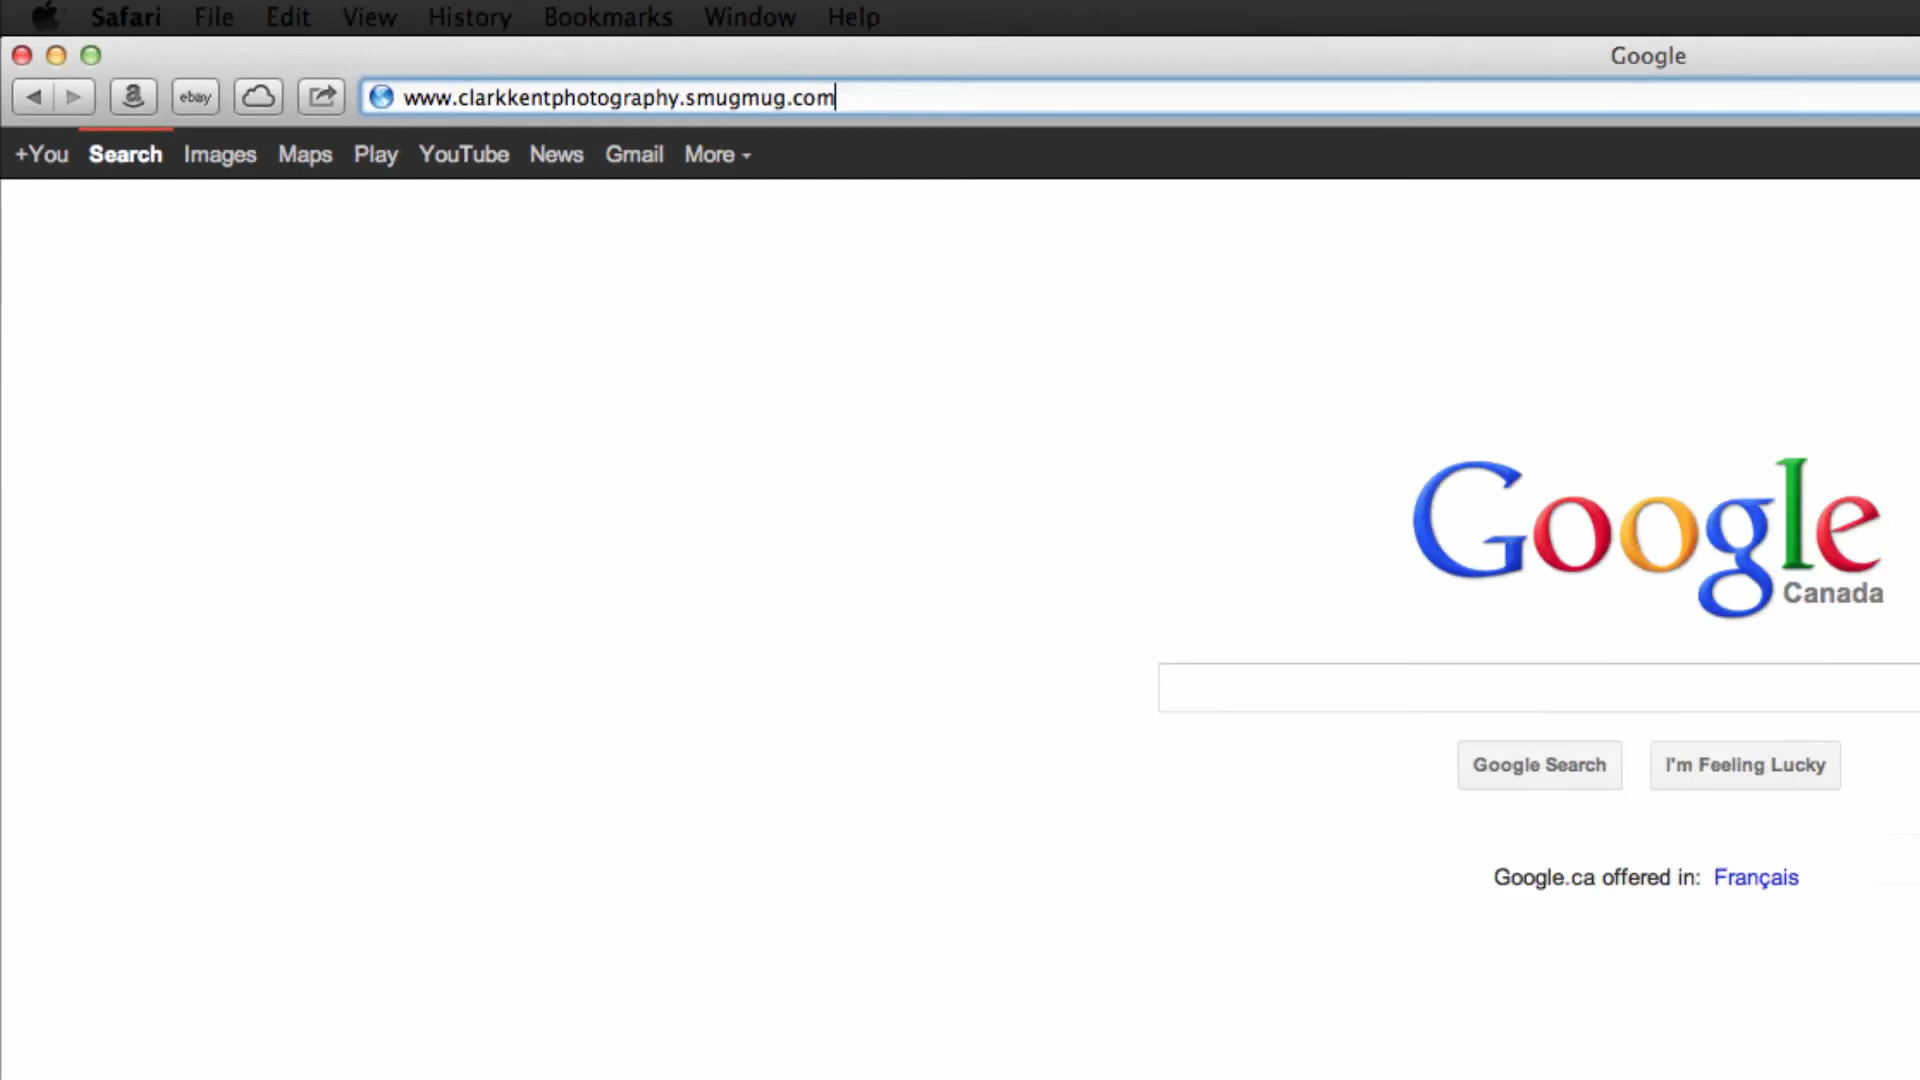 Safari File Edit View History Bookmarks Window Help
Google
ebay www.clarkkentphotography.smugmug.com
+You Search Images Maps Play YouTube News Gmail More
Google
Canada
Google Search I'm Feeling Lucky
Google.ca offered in: Français